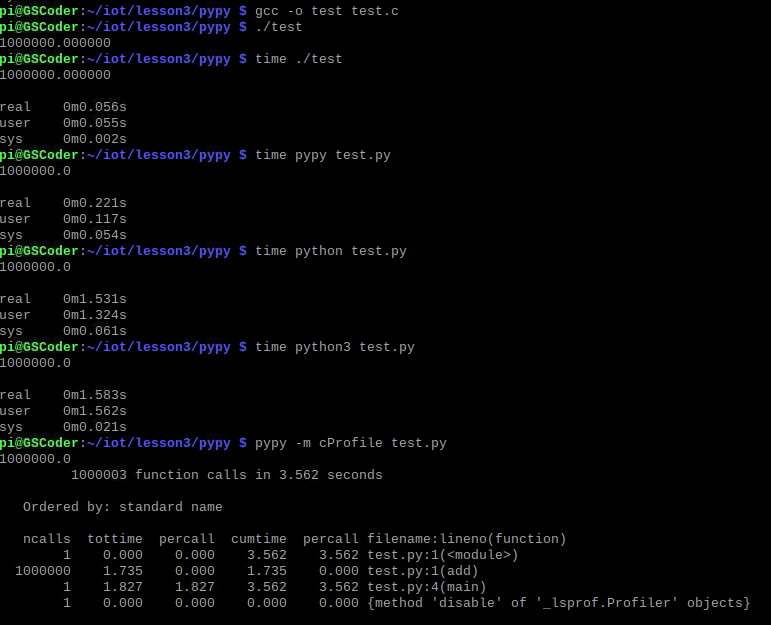 pi@GSCoder:~/iot/lesson3/pypy $ gcc -o test test.c
pi@GSCoder:~/iot/lesson3/pypy $ ./test
1000000.000000
pi@GSCoder:~/iot/lesson3/pypy $ time ./test
1000000.000000
real    0m0.056s
user    0m0.055s
sys     0m0.002s
pi@GSCoder:~/iot/lesson3/pypy $ time pypy test.py
1000000.0
real    0m0.221s
user    0m0.117s
sys     0m0.054s
pi@GSCoder:~/iot/lesson3/pypy $ time python test.py
1000000.0
real    0m1.531s
user    0m1.324s
sys     0m0.061s
pi@GSCoder:~/iot/lesson3/pypy $ time python3 test.py
1000000.0
real    0m1.583s
user    0m1.562s
sys     0m0.021s
pi@GSCoder:~/iot/lesson3/pypy $ pypy -m cProfile test.py
1000000.0
         1000003 function calls in 3.562 seconds
   Ordered by: standard name
   ncalls  tottime  percall  cumtime  percall filename:lineno(function)
        1    0.000    0.000    3.562    3.562 test.py:1(<module>)
  1000000    1.735    0.000    1.735    0.000 test.py:1(add)
        1    1.827    1.827    3.562    3.562 test.py:4(main)
        1    0.000    0.000    0.000    0.000 {method 'disable' of '_lsprof.Profiler' objects}